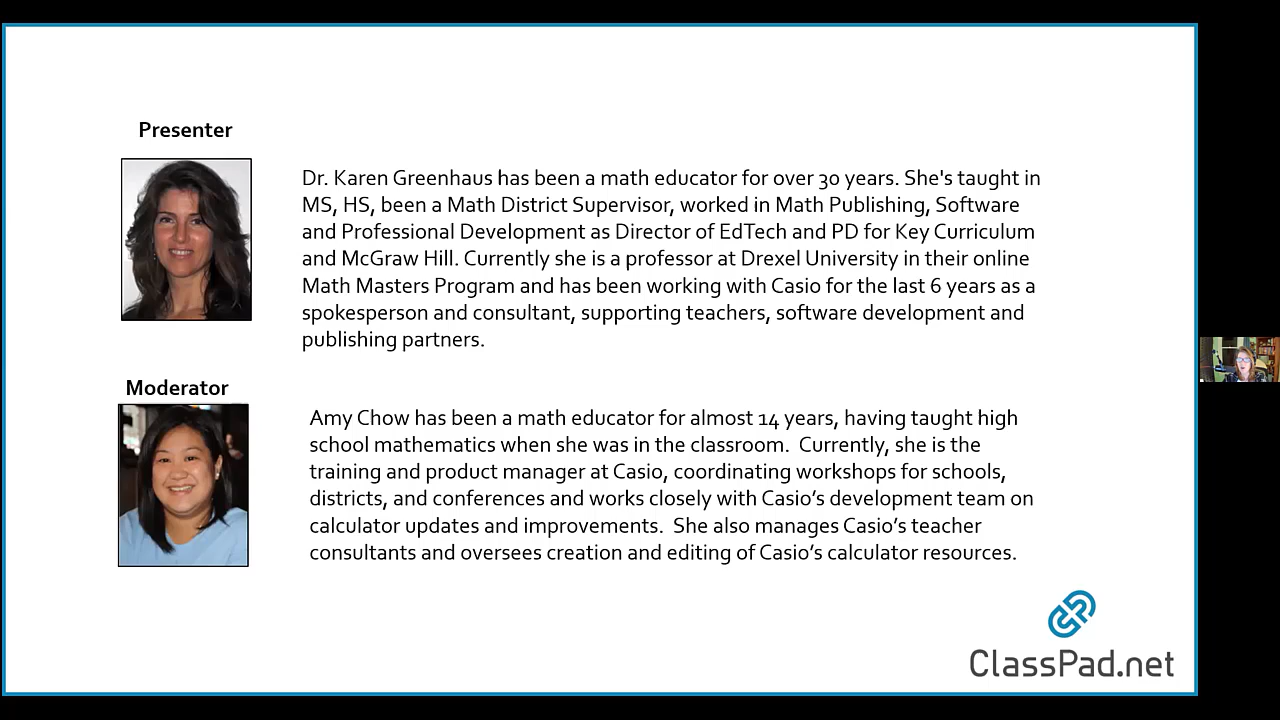 Presenter
Dr. Karen Greenhaus has been a math educator for over 30 years. She's taught in
MS, HS, been a Math District Supervisor, worked in Math Publishing, Software
and Professional Development as Director of EdTech and PD for Key Curriculum
and McGraw Hill. Currently she is a professor at Drexel University in their online
Math Masters Program and has been working with Casio for the last 6 years as a
spokesperson and consultant, supporting teachers, software development and
publishing partners.
Moderator
Amy Chow has been a math educator for almost 14 years, having taught high
school mathematics when she was in the classroom.  Currently, she is the
training and product manager at Casio, coordinating workshops for schools,
districts, and conferences and works closely with Casio’s development team on
calculator updates and improvements.  She also manages Casio’s teacher
consultants and oversees creation and editing of Casio’s calculator resources.
ClassPad.net